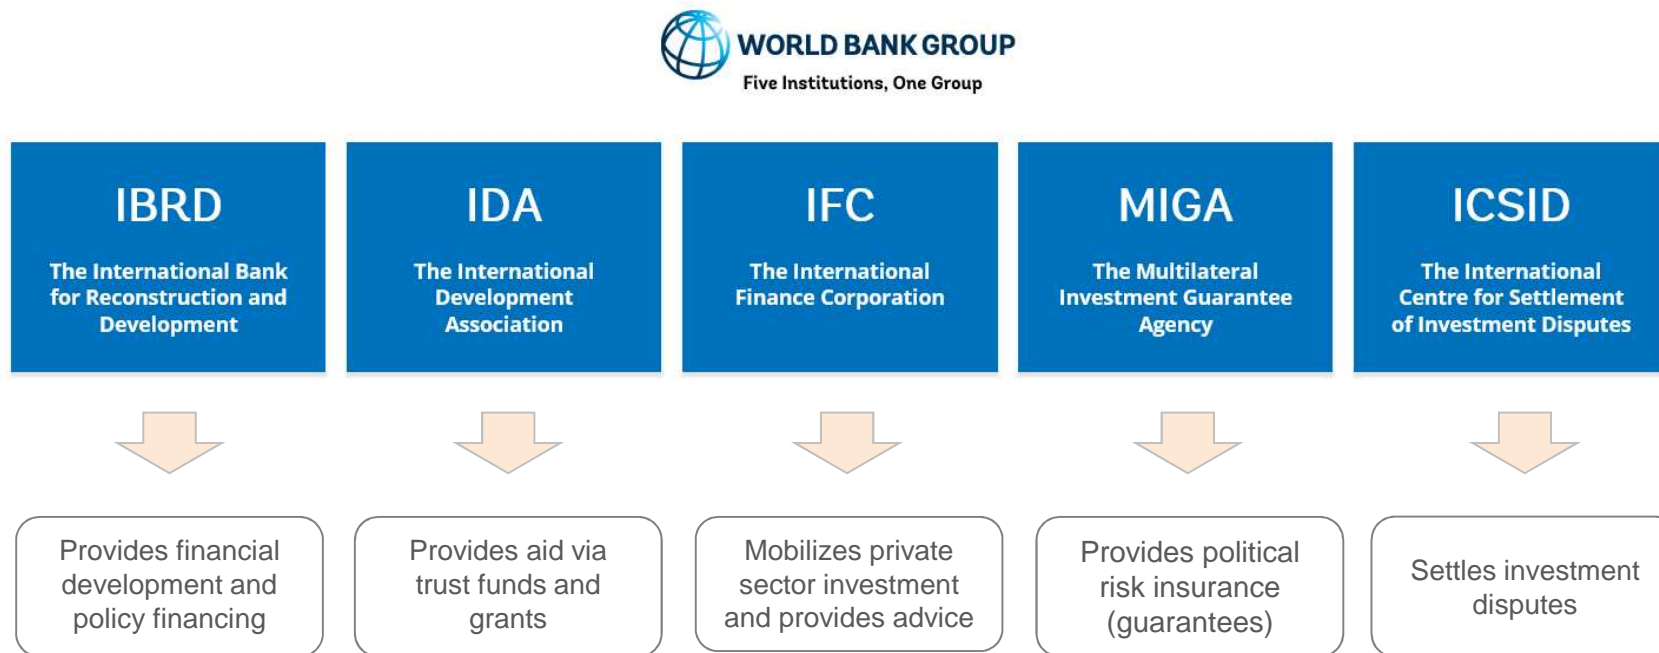 WORLD BANK GROUP
Five Institutions, One Group
IBRD
The International Bank
for Reconstruction and
Development
IDA
The International
Development
Association
IFC
The International
Finance Corporation
MIGA
The Multilateral
Investment Guarantee
Agency
ICSID
The International
Centre for Settlement
of Investment Disputes
Provides financial
development and
policy financing
Provides aid via
trust funds and
grants
Mobilizes private
sector investment
and provides advice
Provides political
risk insurance
(guarantees)
Settles investment
disputes